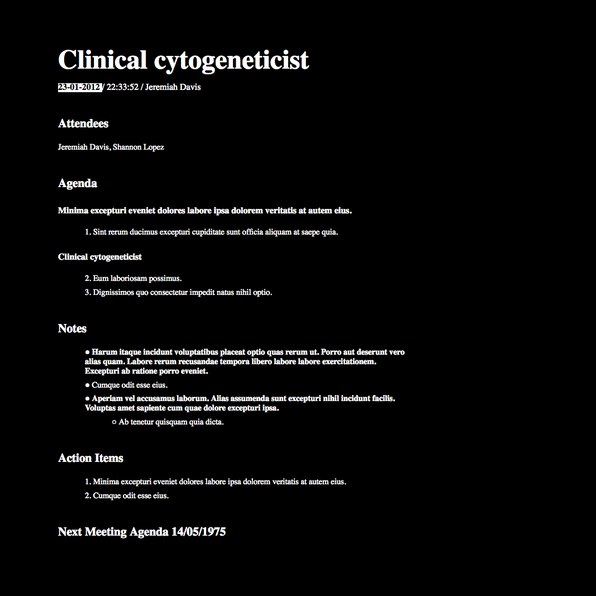 Clinical cytogeneticist
23-01-2012 / 22:33:52 / Jeremiah Davis
Attendees
Jeremiah Davis, Shannon Lopez
Agenda
Minima excepturi eveniet dolores labore ipsa dolorem veritatis at autem eius.
1. Sint rerum ducimus excepturi cupiditate sunt officia aliquam at saepe quia.
Clinical cytogeneticist
2. Eum laboriosam possimus.
3. Dignissimos quo consectetur impedit natus nihil optio.
Notes
● Harum itaque incidunt voluptatibus placeat optio quas rerum ut. Porro aut deserunt vero
alias quam. Labore rerum recusandae tempora libero labore labore exercitationem.
Excepturi ab ratione porro eveniet.
● Cumque odit esse eius.
● Aperiam vel accusamus laborum. Alias assumenda sunt excepturi nihil incidunt facilis.
Voluptas amet sapiente cum quae dolore excepturi ipsa.
○ Ab tenetur quisquam quia dicta.
Action Items
1. Minima excepturi eveniet dolores labore ipsa dolorem veritatis at autem eius.
2. Cumque odit esse eius.
Next Meeting Agenda 14/05/1975